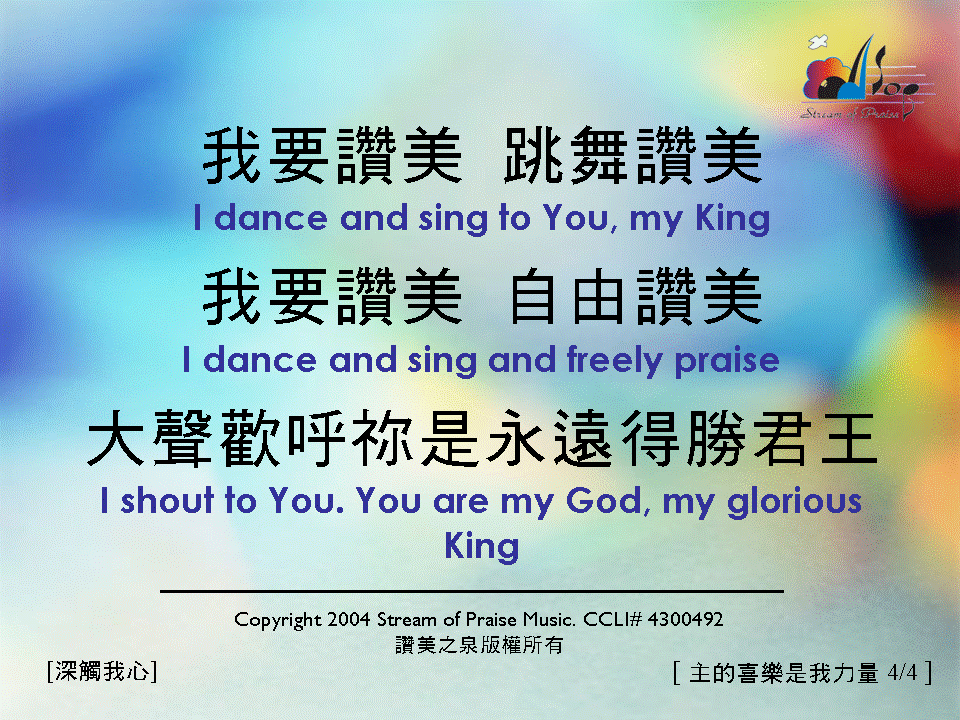 Sop
Stream of Praise
我要讚美 跳舞讚美
I dance and sing to You, my King
我要讚美 自由讚美
I dance and sing and freely praise
大聲歡呼祢是永遠得勝君王
I shout to You. You are my God, my glorious
King
Copyright 2004 Stream of Praise Music. CCLI# 4300492
讚美之泉版權所有
[深觸我心]
[ 主的喜樂是我力量 4/4 ]